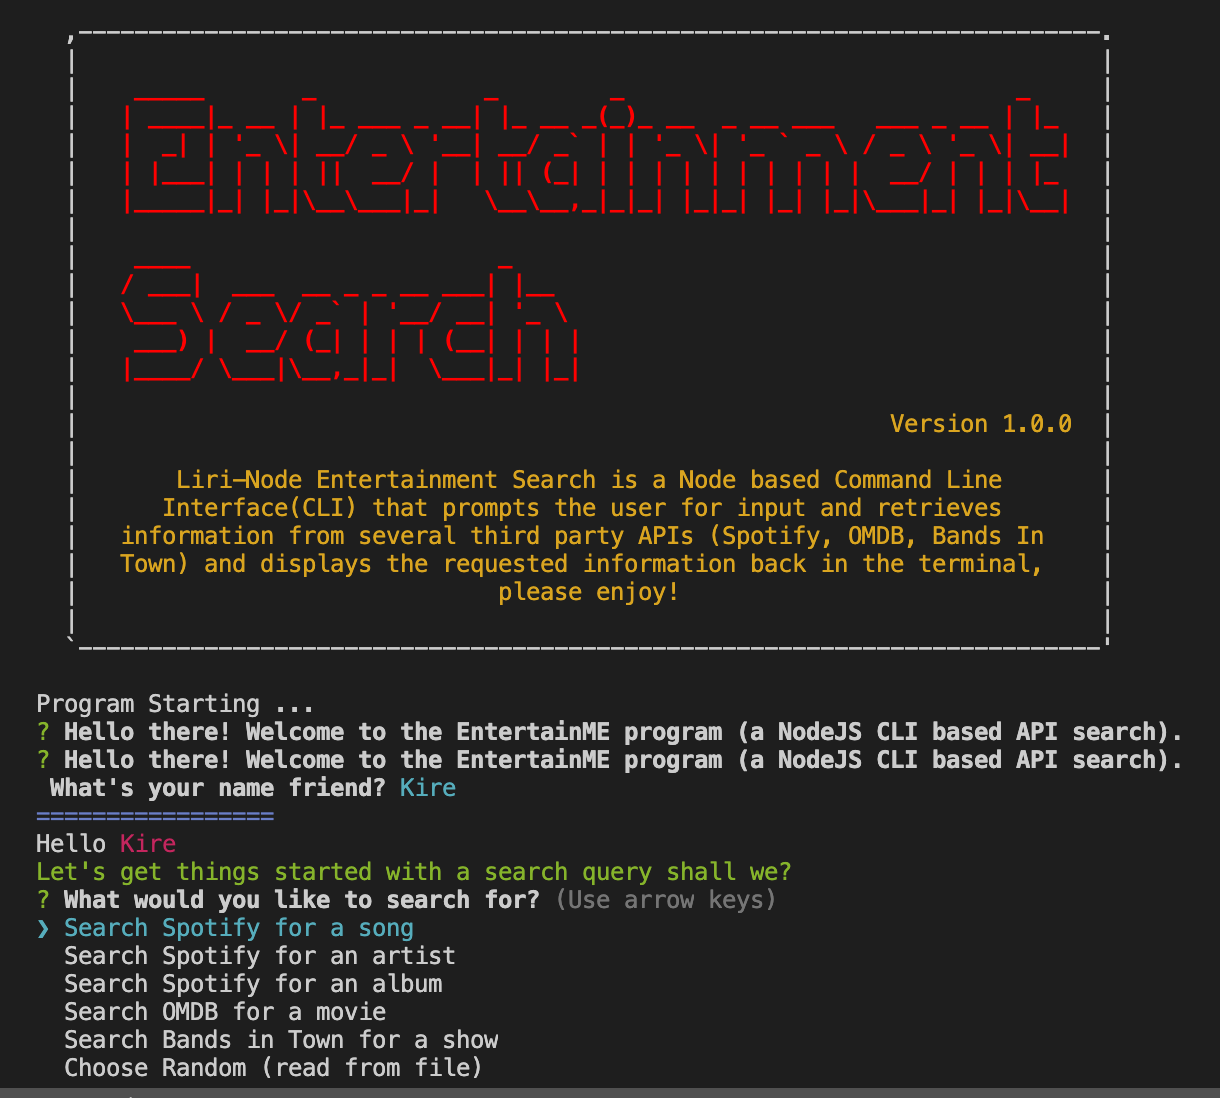 Entertainment
Search
Version 1.0.0
Liri-Node Entertainment Search is a Node based Command Line
Interface(CLI) that prompts the user for input and retrieves
information from several third party APIs (Spotify, OMDB, Bands In
Town) and displays the requested information back in the terminal,
please enjoy!
Program Starting ...
? Hello there! Welcome to the EntertainME program (a NodeJS CLI based API search).
? Hello there! Welcome to the EntertainME program (a NodeJS CLI based API search).
What's your name friend? Kire
=================
Hello Kire
Let's get things started with a search query shall we?
? What would you like to search for? (Use arrow keys)
❯ Search Spotify for a song
Search Spotify for an artist
Search Spotify for an album
Search OMDB for a movie
Search Bands in Town for a show
Choose Random (read from file)